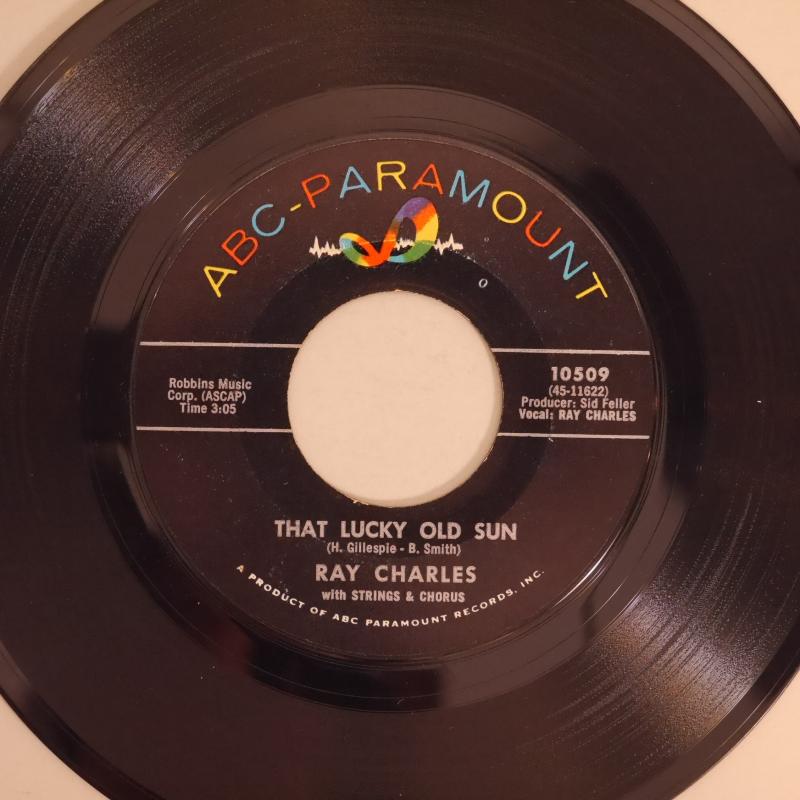 ABC-PARAMOUNT
O
Robbins Music
Corp. (ASCAP)
Time 3:05
10509
(45-11622)
Producer: Sid Feller
Vocal: RAY CHARLES
THAT LUCKY OLD SUN
(H. Gillespie - B. Smith)
RAY CHARLES
with STRINGS & CHORUS
A PRODUCT OF ABC PARAMOUNT RECORDS, INC.